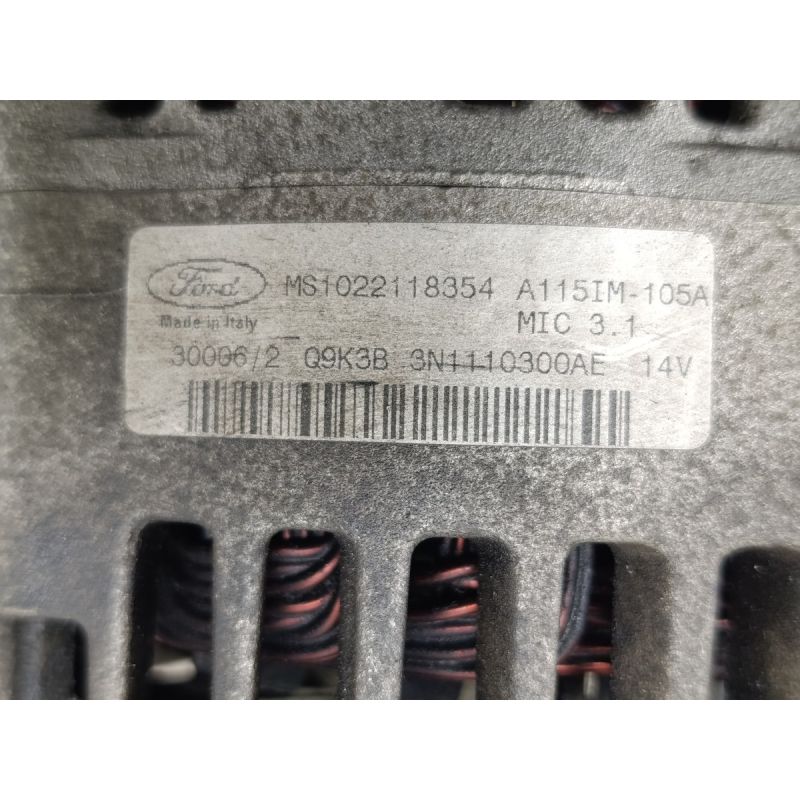 Ford MS1022118354 A115IM-105A
Made in Italy MIC 3.1
30006/2 Q9K3B 3N1110300AE 14V